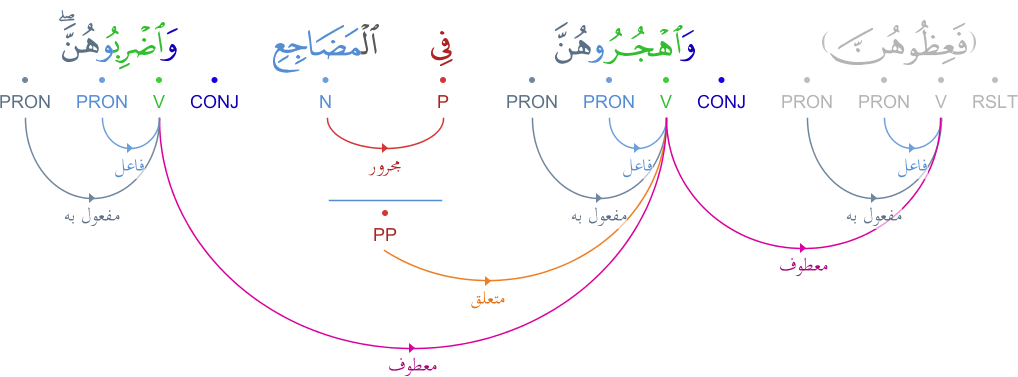 (فَعِظُوهُنَّ) وَٱهْجُرُوهُنَّ فِى ٱلْمَضَاجِعِ وَٱضْرِبُوهُنَّ ۖ
PRON PRON V CONJ N P PRON PRON V CONJ PRON PRON V RSLT
فاعل مجرور فاعل فاعل
مفعول به مفعول به مفعول به
PP
معطوف
متعلق
معطوف